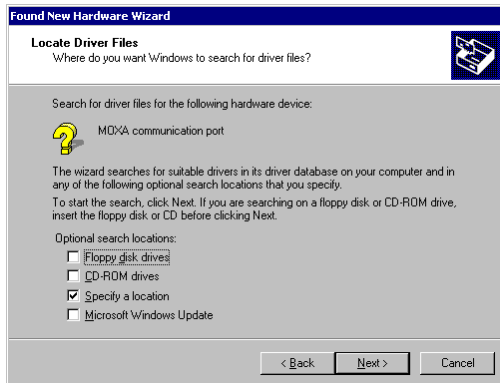 Found New Hardware Wizard
Locate Driver Files
Where do you want Windows to search for driver files?
Search for driver files for the following hardware device:
MOXA communication port
The wizard searches for suitable drivers in its driver database on your computer and in
any of the following optional search locations that you specify.
To start the search, click Next. If you are searching on a floppy disk or CD-ROM drive,
insert the floppy disk or CD before clicking Next.
Optional search locations:
Floppy disk drives
CD-ROM drives
Specify a location
Microsoft Windows Update
< Back Next > Cancel